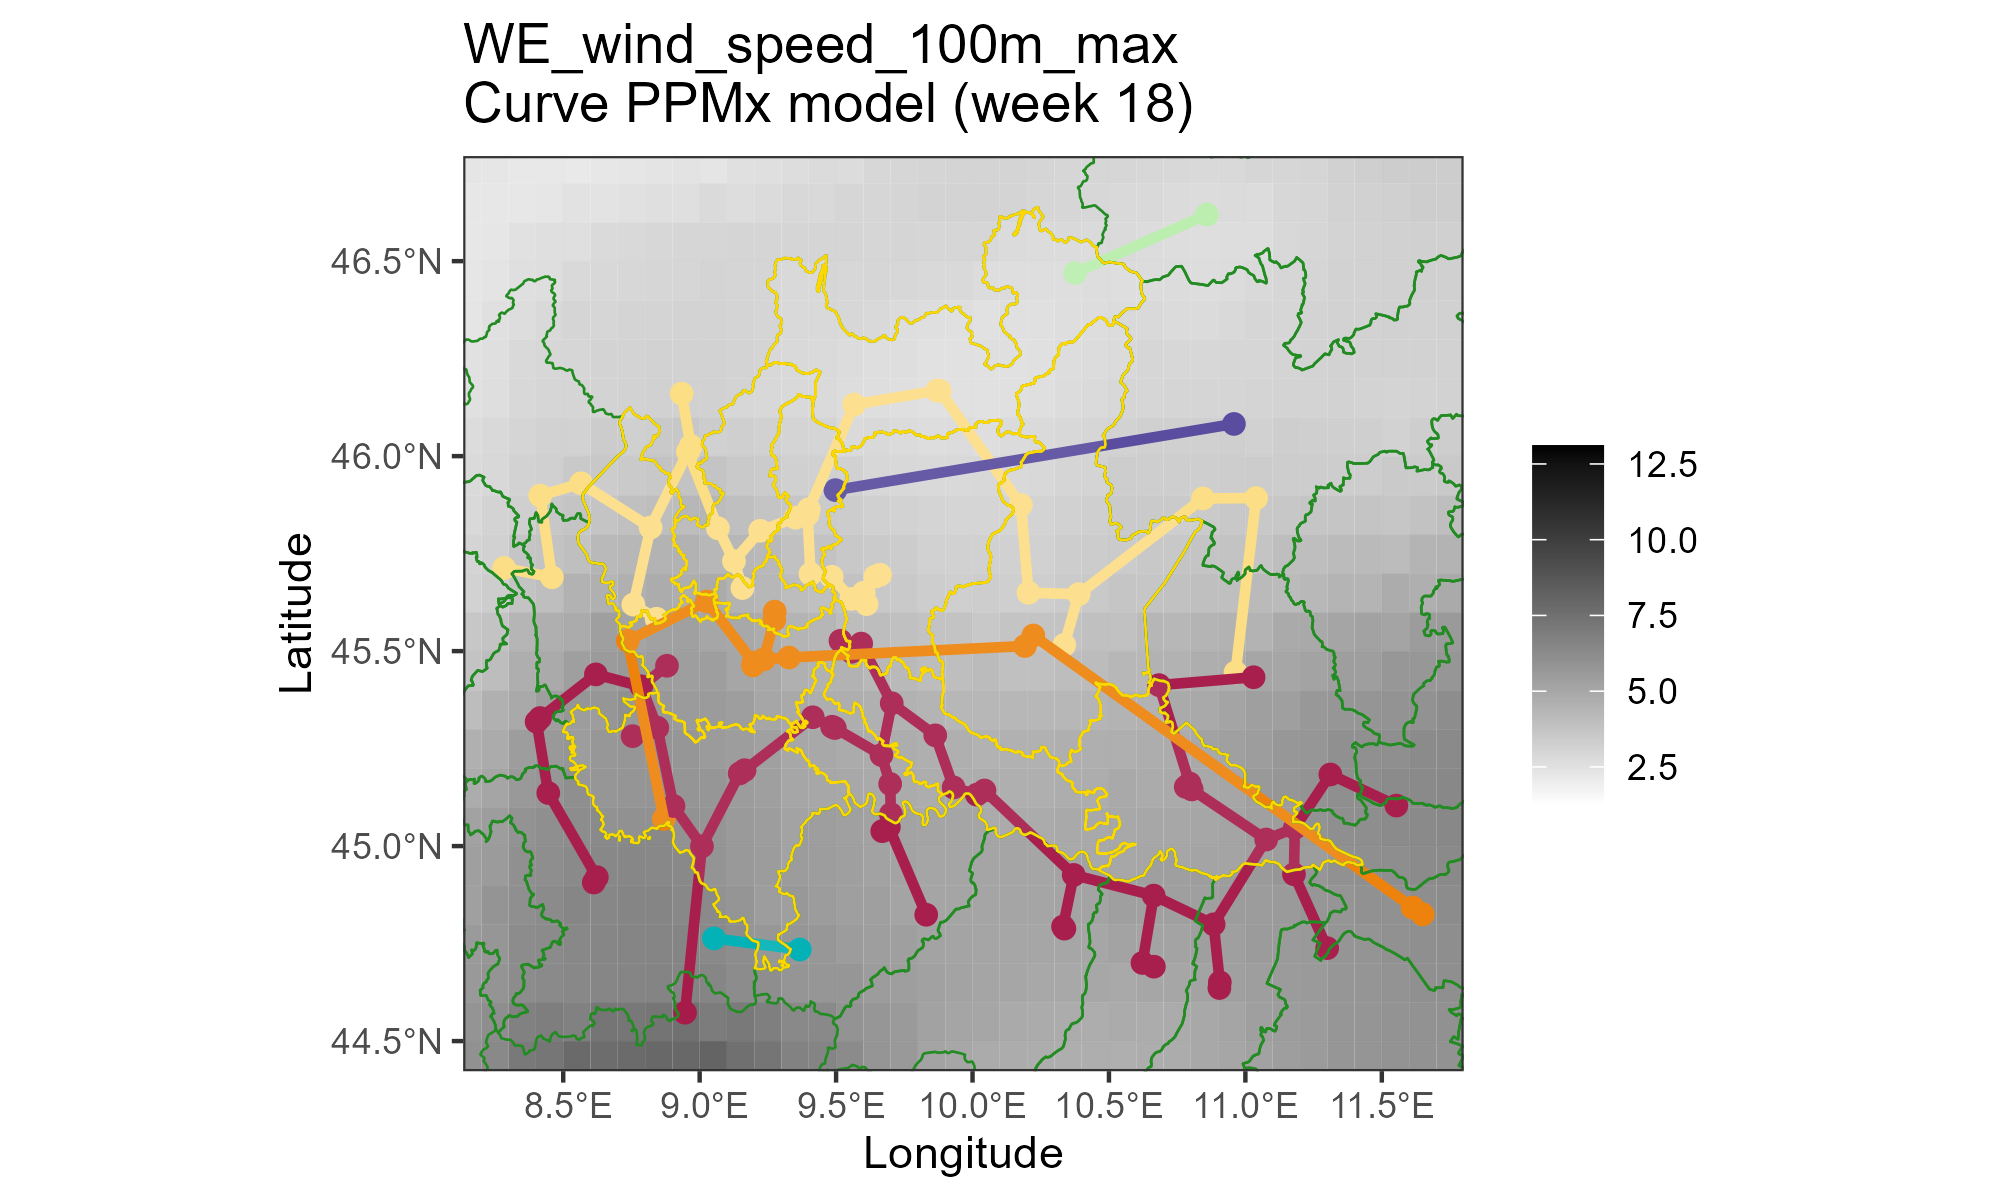 WE_wind_speed_100m_max
Curve PPMx model (week 18)
46.5°N
46.0°N
45.5°N
45.0°N
44.5°N
Latitude
8.5°E
9.0°E
9.5°E
10.0°E
10.5°E
11.0°E
11.5°E
Longitude
12.5
10.0
7.5
5.0
2.5